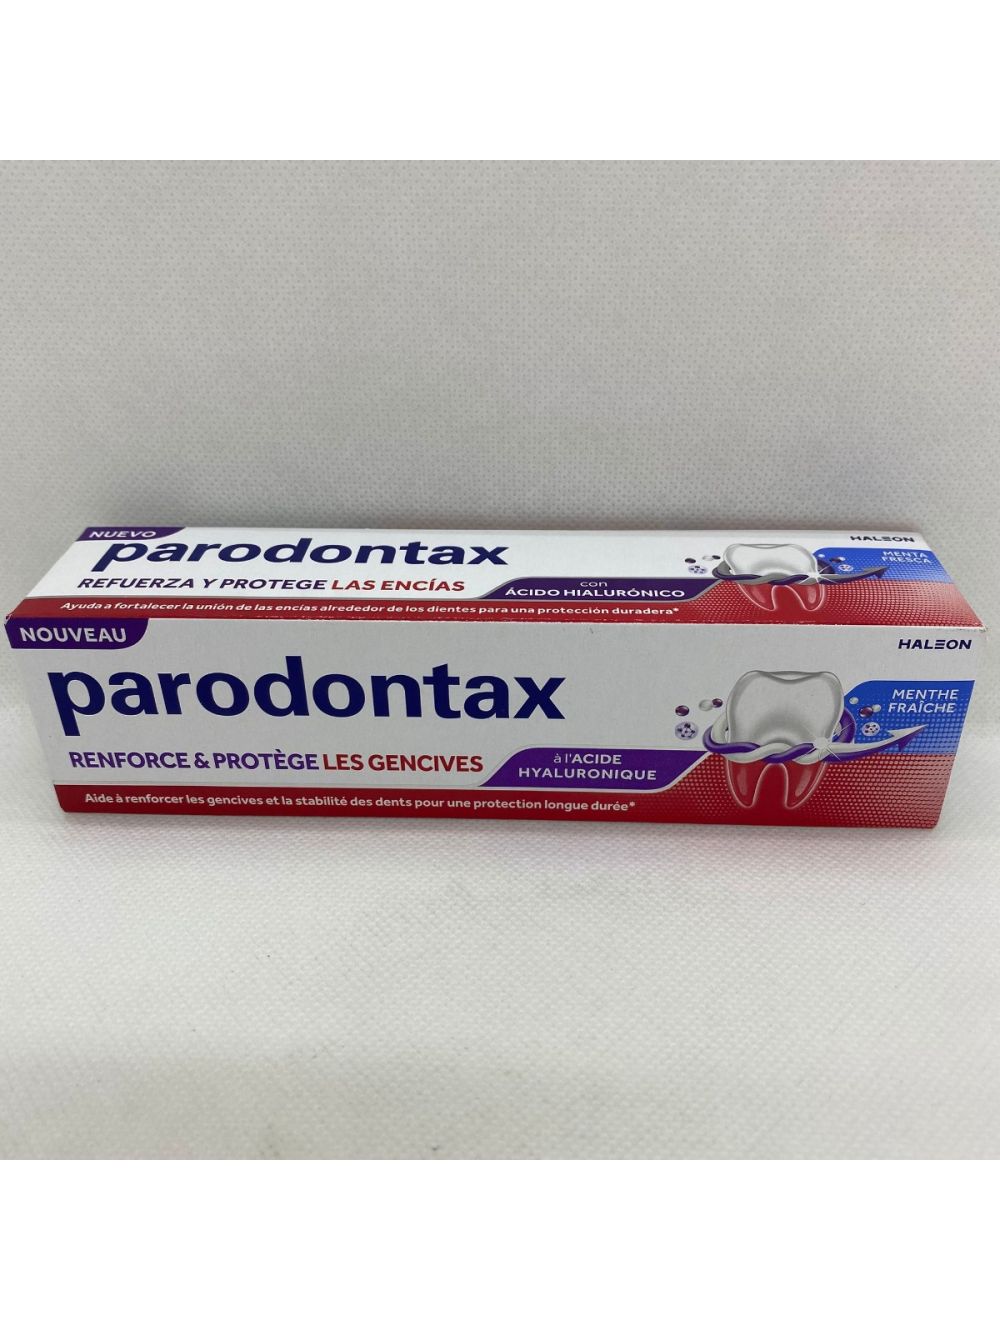 NUEVO
parodontax
REFUERZA Y PROTEGE LAS ENCÍAS
con
ÁCIDO HIALURÓNICO
HALEON
MENTA
FRESCA
Ayuda a fortalecer la unión de las encías alrededor de los dientes para una protección duradera*
NOUVEAU
parodontax
RENFORCE & PROTÈGE LES GENCIVES
à l'ACIDE
HYALURONIQUE
HALEON
MENTHE
FRAÎCHE
Aide à renforcer les gencives et la stabilité des dents pour une protection longue durée*